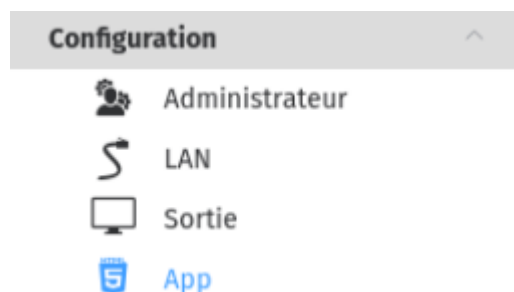 Configuration
Administrateur
LAN
Sortie
App